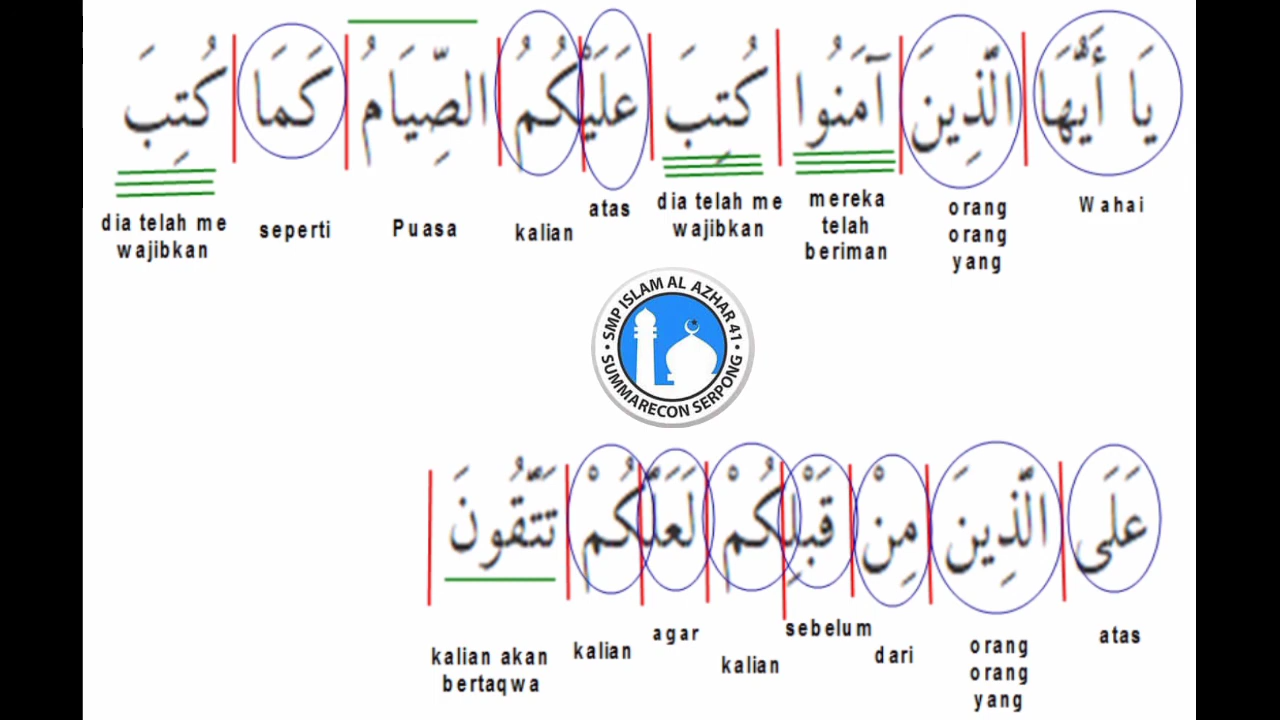 يَا أَيُّهَا الَّذِينَ آمَنُوا كُتِبَ عَلَيْكُمُ الصِّيَامُ كَمَا كُتِبَ
Wahai
orang
orang
yang
mereka
telah
beriman
dia telah me
wajibkan
atas
kalian
Puasa
seperti
dia telah me
wajibkan
SMP ISLAM AL AZHAR 41
SUMMARECON SERPONG
عَلَى الَّذِينَ مِنْ قَبْلِكُمْ لَعَلَّكُمْ تَتَّقُونَ
atas
orang
orang
yang
dari
sebelum
kalian
agar
kalian
kalian akan
bertaqwa